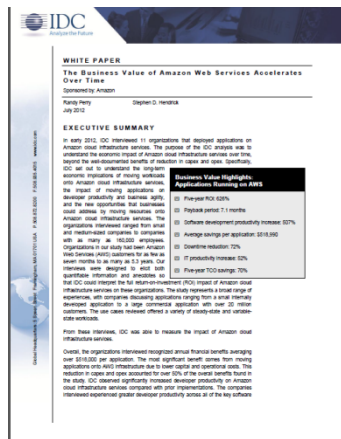 IDC
Analyze the Future
WHITE PAPER
The Business Value of Amazon Web Services Accelerates
Over Time
Sponsored by: Amazon
Randy Perry Stephen D. Hendrick
July 2012
EXECUTIVE SUMMARY
In early 2012, IDC interviewed 11 organizations that deployed applications on
Amazon cloud infrastructure services. The purpose of the IDC analysis was to
understand the economic impact of Amazon cloud infrastructure services over time,
beyond the well-documented benefits of reduction in capex and opex. Specifically,
IDC set out to understand the long-term
economic implications of moving workloads
onto Amazon cloud infrastructure services,
the impact of moving applications on
developer productivity and business agility,
and the new opportunities that businesses
could address by moving resources onto
Amazon cloud infrastructure services. The
organizations interviewed ranged from small
and medium-sized companies to companies
with as many as 160,000 employees.
Organizations in our study had been Amazon
Web Services (AWS) customers for as few as
seven months to as many as 5.3 years. Our
interviews were designed to elicit both
quantifiable information and anecdotes so
that IDC could interpret the full return-on-investment (ROI) impact of Amazon cloud
infrastructure services on these organizations. The study represents a broad range of
experiences, with companies discussing applications ranging from a small internally
developed application to a large commercial application with over 20 million
customers. The use cases reviewed offered a variety of steady-state and variable-
state workloads.
Business Value Highlights:
Applications Running on AWS
Five-year ROI: 626%
Payback period: 7.1 months
Software development productivity increase: 507%
Average savings per application: $518,990
Downtime reduction: 72%
IT productivity increase: 52%
Five-year TCO savings: 70%
From these interviews, IDC was able to measure the impact of Amazon cloud
infrastructure services.
Overall, the organizations interviewed recognized annual financial benefits averaging
over $518,000 per application. The most significant benefit comes from moving
applications onto AWS infrastructure due to lower capital and operational costs. This
reduction in capex and opex accounted for over 50% of the overall benefits found in
the study. IDC observed significantly increased developer productivity on Amazon
cloud infrastructure services compared with prior implementations. The companies
interviewed experienced greater developer productivity across all of the key software
Global Headquarters: 5 Speen Street Framingham, MA 01701 USA P.508.872.8200 F.508.935.4015 www.idc.com